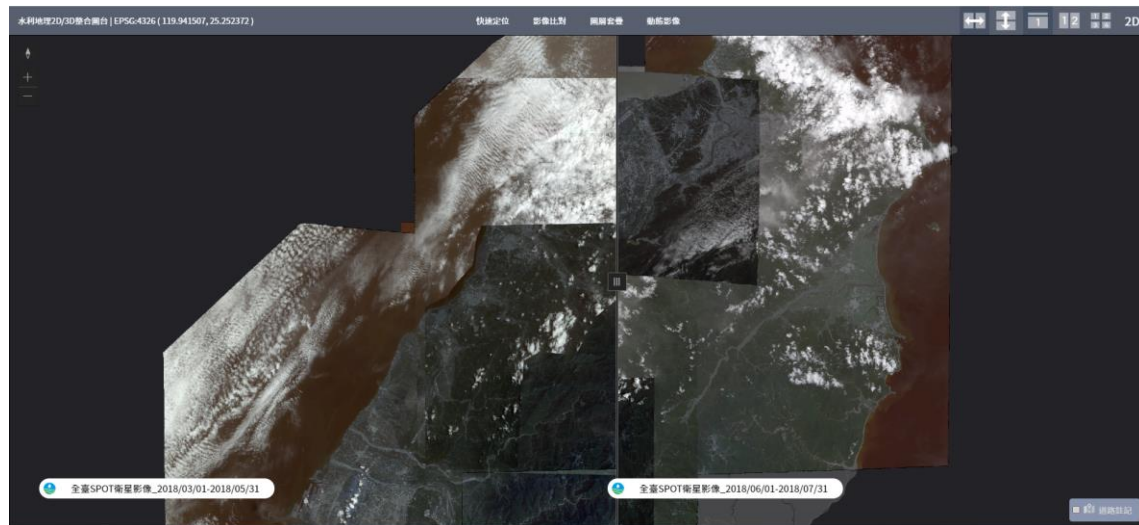 水利地理2D/3D整合圖台 | EPSG:4326 ( 119.941507, 25.252372 )
快速定位 影像比對 圖層套疊 動態影像
1 1 2 1 2 3 4 2D
全臺SPOT衛星影像_2018/03/01-2018/05/31
全臺SPOT衛星影像_2018/06/01-2018/07/31